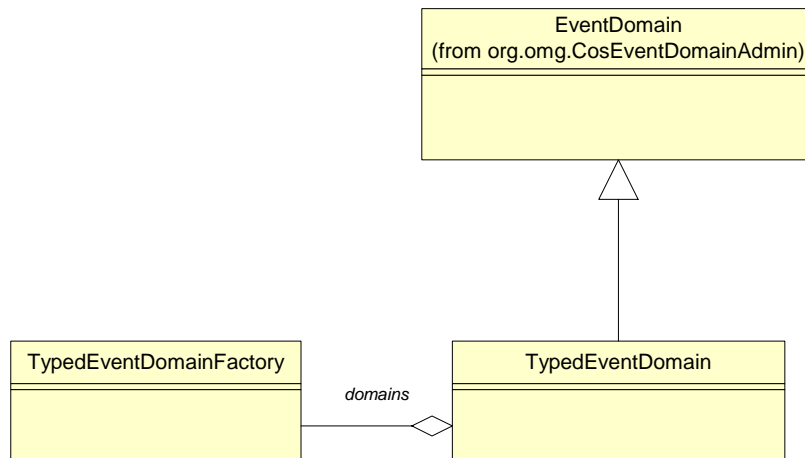 EventDomain
(from org.omg.CosEventDomainAdmin)
TypedEventDomainFactory
TypedEventDomain
domains